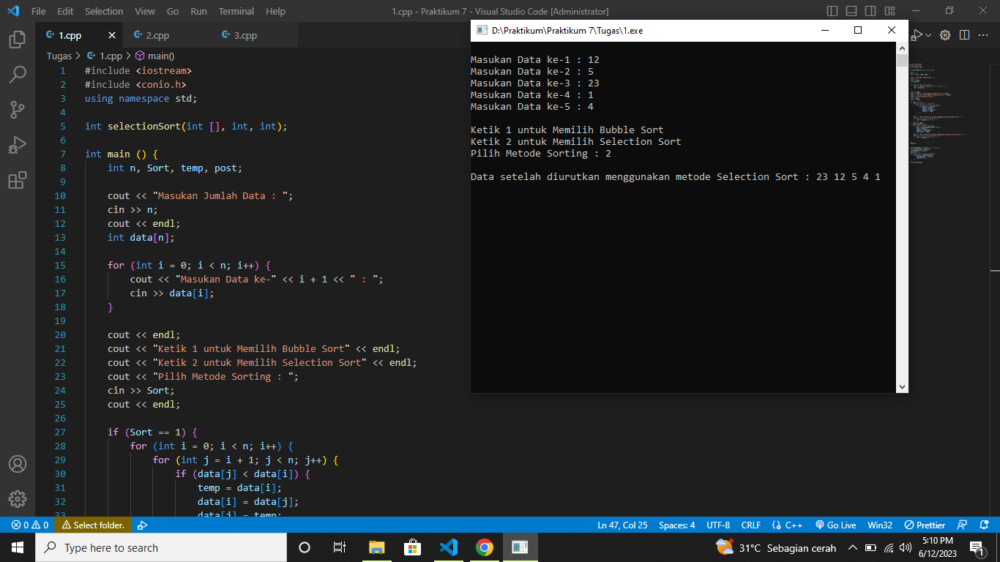 File Edit Selection View Go Run Terminal Help 1.cpp - Praktikum 7 - Visual Studio Code [Administrator]
1.cpp 2.cpp 3.cpp
Tugas > 1.cpp > main()
1 #include <iostream>
2 #include <conio.h>
3 using namespace std;
4
5 int selectionSort(int [], int, int);
6
7 int main () {
8 int n, Sort, temp, post;
9
10 cout << "Masukan Jumlah Data : ";
11 cin >> n;
12 cout << endl;
13 int data[n];
14
15 for (int i = 0; i < n; i++) {
16 cout << "Masukan Data ke-" << i + 1 << " : ";
17 cin >> data[i];
18 }
19
20 cout << endl;
21 cout << "Ketik 1 untuk Memilih Bubble Sort" << endl;
22 cout << "Ketik 2 untuk Memilih Selection Sort" << endl;
23 cout << "Pilih Metode Sorting : ";
24 cin >> Sort;
25 cout << endl;
26
27 if (Sort == 1) {
28 for (int i = 0; i < n; i++) {
29 for (int j = i + 1; j < n; j++) {
30 if (data[j] < data[i]) {
31 temp = data[i];
32 data[i] = data[j];
33 data[j] = temp;
D:\Praktikum\Praktikum 7\Tugas\1.exe
Masukan Data ke-1 : 12
Masukan Data ke-2 : 5
Masukan Data ke-3 : 23
Masukan Data ke-4 : 1
Masukan Data ke-5 : 4
Ketik 1 untuk Memilih Bubble Sort
Ketik 2 untuk Memilih Selection Sort
Pilih Metode Sorting : 2
Data setelah diurutkan menggunakan metode Selection Sort : 23 12 5 4 1
0 0 Select folder. Ln 47, Col 25 Spaces: 4 UTF-8 CRLF C++ Go Live Win32 Prettier
Type here to search 31°C Sebagian cerah 5:10 PM
6/12/2023 1